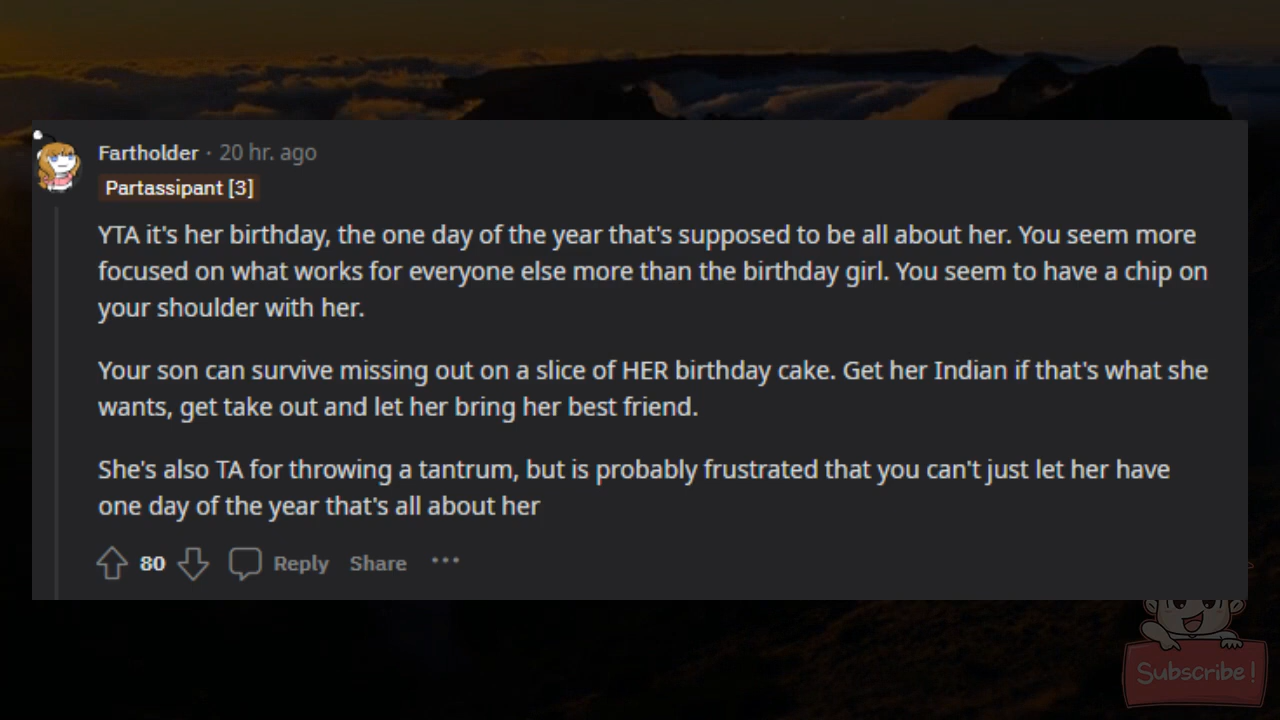 Fartholder · 20 hr. ago
Partassipant [3]
YTA it's her birthday, the one day of the year that's supposed to be all about her. You seem more
focused on what works for everyone else more than the birthday girl. You seem to have a chip on
your shoulder with her.
Your son can survive missing out on a slice of HER birthday cake. Get her Indian if that's what she
wants, get take out and let her bring her best friend.
She's also TA for throwing a tantrum, but is probably frustrated that you can't just let her have
one day of the year that's all about her
80 Reply Share ···
Subscribe!